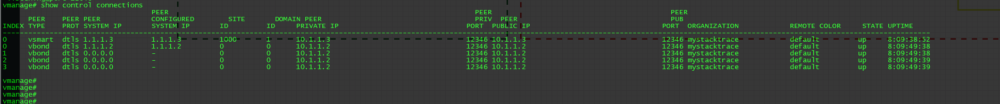 vmanage# show control connections
PEER PEER PEER
PEER PEER PEER CONFIGURED SITE DOMAIN PEER PRIV PEER PUB
INDEX TYPE PROT SYSTEM IP SYSTEM IP ID ID PRIVATE IP PORT PUBLIC IP PORT ORGANIZATION REMOTE COLOR STATE UPTIME
0 vsmart dtls 1.1.1.3 1.1.1.3 1000 1 10.1.1.3 12346 10.1.1.3 12346 mystacktrace default up 8:09:38:52
0 vbond dtls 1.1.1.2 1.1.1.2 0 0 10.1.1.2 12346 10.1.1.2 12346 mystacktrace default up 8:09:49:38
1 vbond dtls 0.0.0.0 – 0 0 10.1.1.2 12346 10.1.1.2 12346 mystacktrace default up 8:09:49:38
2 vbond dtls 0.0.0.0 – 0 0 10.1.1.2 12346 10.1.1.2 12346 mystacktrace default up 8:09:49:39
3 vbond dtls 0.0.0.0 – 0 0 10.1.1.2 12346 10.1.1.2 12346 mystacktrace default up 8:09:49:39
vmanage#
vmanage#
vmanage#
vmanage#